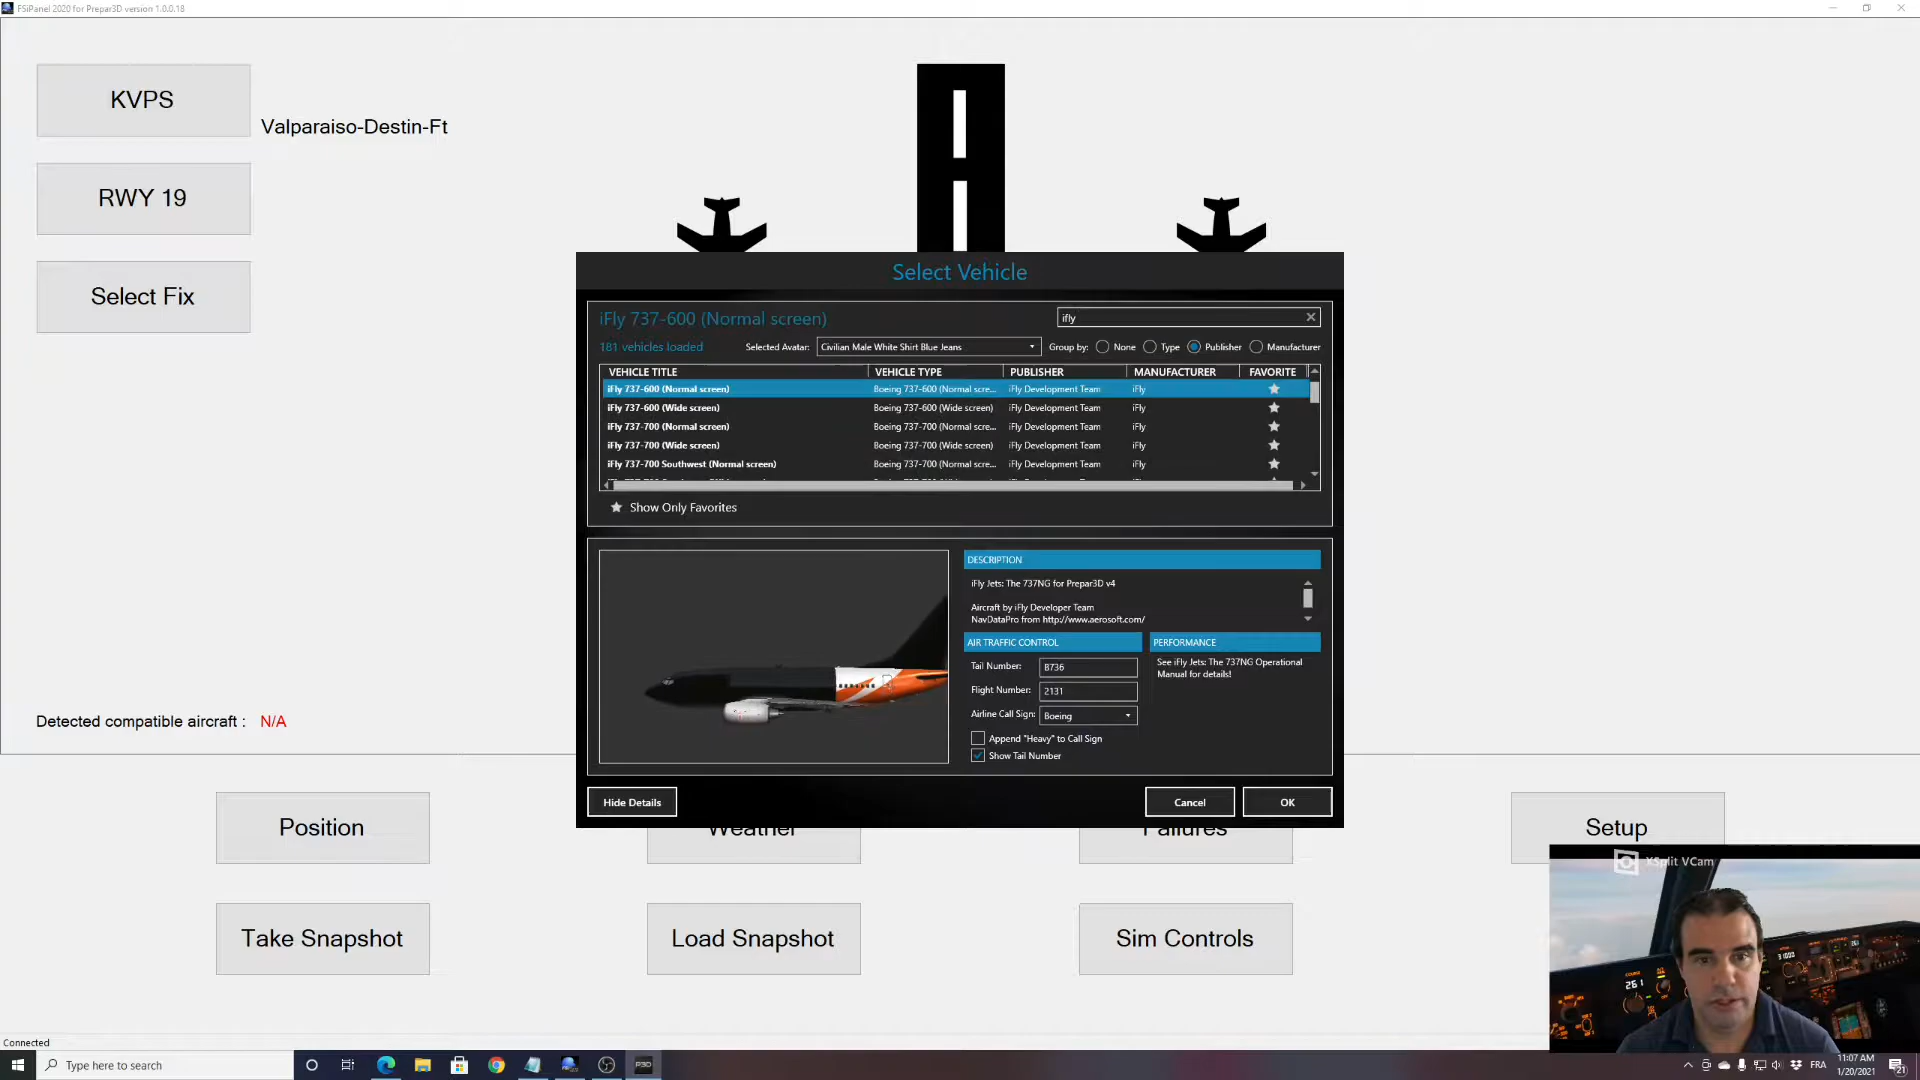 FSiPanel 2020 for Prepar3D version 1.0.0.18
KVPS
Valparaiso-Destin-Ft
RWY 19
Select Fix
Select Vehicle
iFly 737-600 (Normal screen)
ifly
181 vehicles loaded
Selected Avatar: Civilian Male White Shirt Blue Jeans
Group by: None Type Publisher Manufacturer
VEHICLE TITLE VEHICLE TYPE PUBLISHER MANUFACTURER FAVORITE
iFly 737-600 (Normal screen) Boeing 737-600 (Normal scre... iFly Development Team iFly
iFly 737-600 (Wide screen) Boeing 737-600 (Wide screen) iFly Development Team iFly
iFly 737-700 (Normal screen) Boeing 737-700 (Normal scre... iFly Development Team iFly
iFly 737-700 (Wide screen) Boeing 737-700 (Wide screen) iFly Development Team iFly
iFly 737-700 Southwest (Normal screen) Boeing 737-700 (Normal scre... iFly Development Team iFly
Show Only Favorites
DESCRIPTION
iFly Jets: The 737NG for Prepar3D v4
Aircraft by iFly Developer Team
NavDataPro from http://www.aerosoft.com/
AIR TRAFFIC CONTROL
PERFORMANCE
Tail Number: B736
Flight Number: 2131
Airline Call Sign: Boeing
Append "Heavy" to Call Sign
Show Tail Number
See iFly Jets: The 737NG Operational
Manual for details!
Hide Details
Cancel
OK
Detected compatible aircraft : N/A
Position
Weather
Failures
Setup
Take Snapshot
Load Snapshot
Sim Controls
XSplit VCam
261
Connected
Type here to search
P3D
FRA
11:07 AM
1/20/2021
21